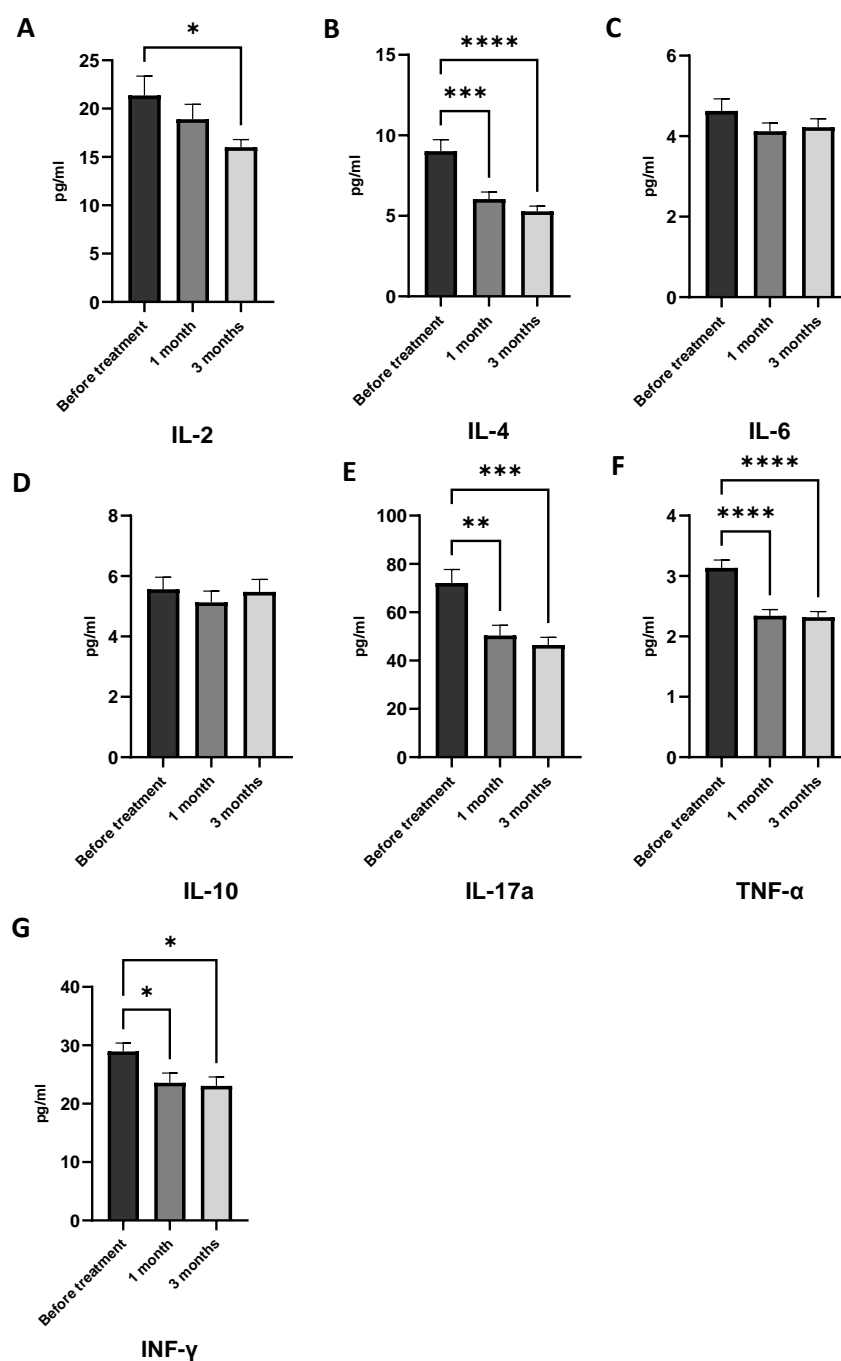 A
*
25
20
15
10
5
0
pg/ml
Before treatment
1 month
3 months
IL-2
B
****
***
15
10
5
0
pg/ml
Before treatment
1 month
3 months
IL-4
C
6
4
2
0
pg/ml
Before treatment
1 month
3 months
IL-6
D
8
6
4
2
0
pg/ml
Before treatment
1 month
3 months
IL-10
E
***
**
100
80
60
40
20
0
pg/ml
Before treatment
1 month
3 months
IL-17a
F
****
****
4
3
2
1
0
pg/ml
Before treatment
1 month
3 months
TNF-α
G
*
*
40
30
20
10
0
pg/ml
Before treatment
1 month
3 months
INF-γ